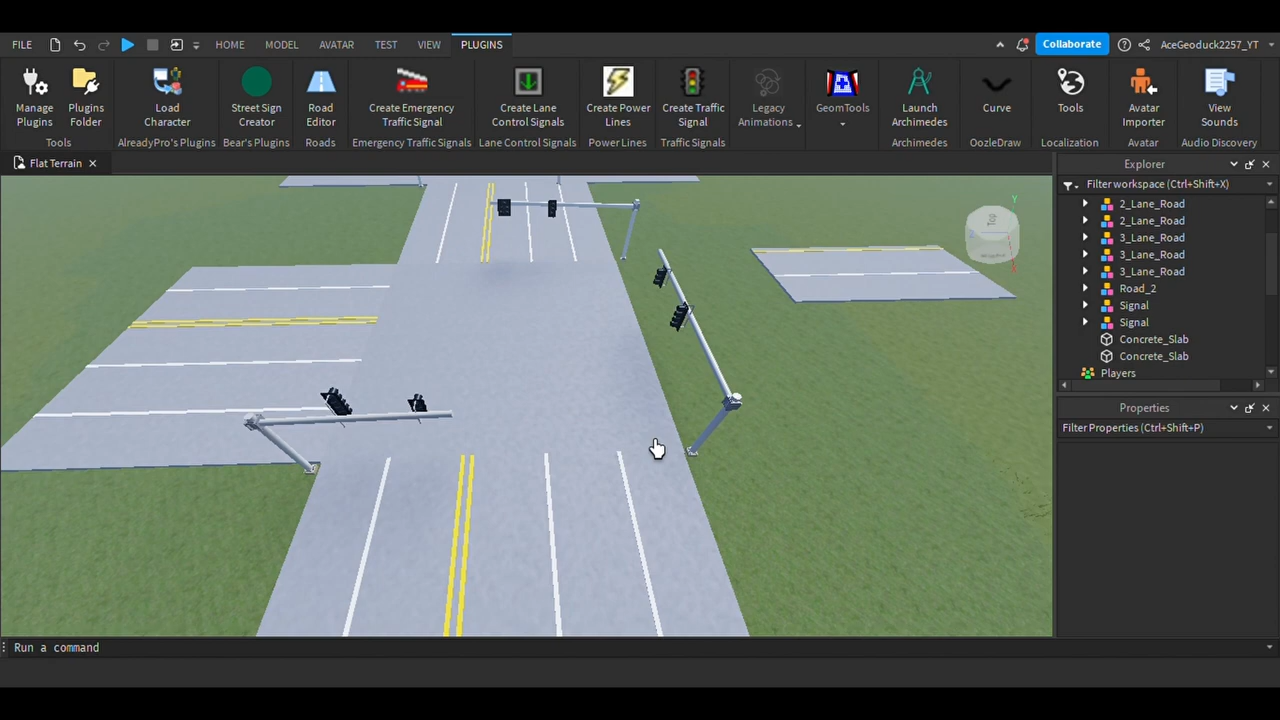 FILE HOME MODEL AVATAR TEST VIEW PLUGINS Collaborate AceGeoduck2257_YT
Manage Plugins
Plugins Folder
Tools
Load Character
AlreadyPro's Plugins
Street Sign Creator
Bear's Plugins
Road Editor
Roads
Create Emergency Traffic Signal
Emergency Traffic Signals
Create Lane Control Signals
Lane Control Signals
Create Power Lines
Power Lines
Create Traffic Signal
Traffic Signals
Legacy Animations
GeomTools
Launch Archimedes
Archimedes
Curve
OozleDraw
Tools
Localization
Avatar Importer
Avatar
View Sounds
Audio Discovery
Flat Terrain
Top
Y
Explorer
Filter workspace (Ctrl+Shift+X)
2_Lane_Road
2_Lane_Road
3_Lane_Road
3_Lane_Road
3_Lane_Road
Road_2
Signal
Signal
Concrete_Slab
Concrete_Slab
Players
Properties
Filter Properties (Ctrl+Shift+P)
Run a command